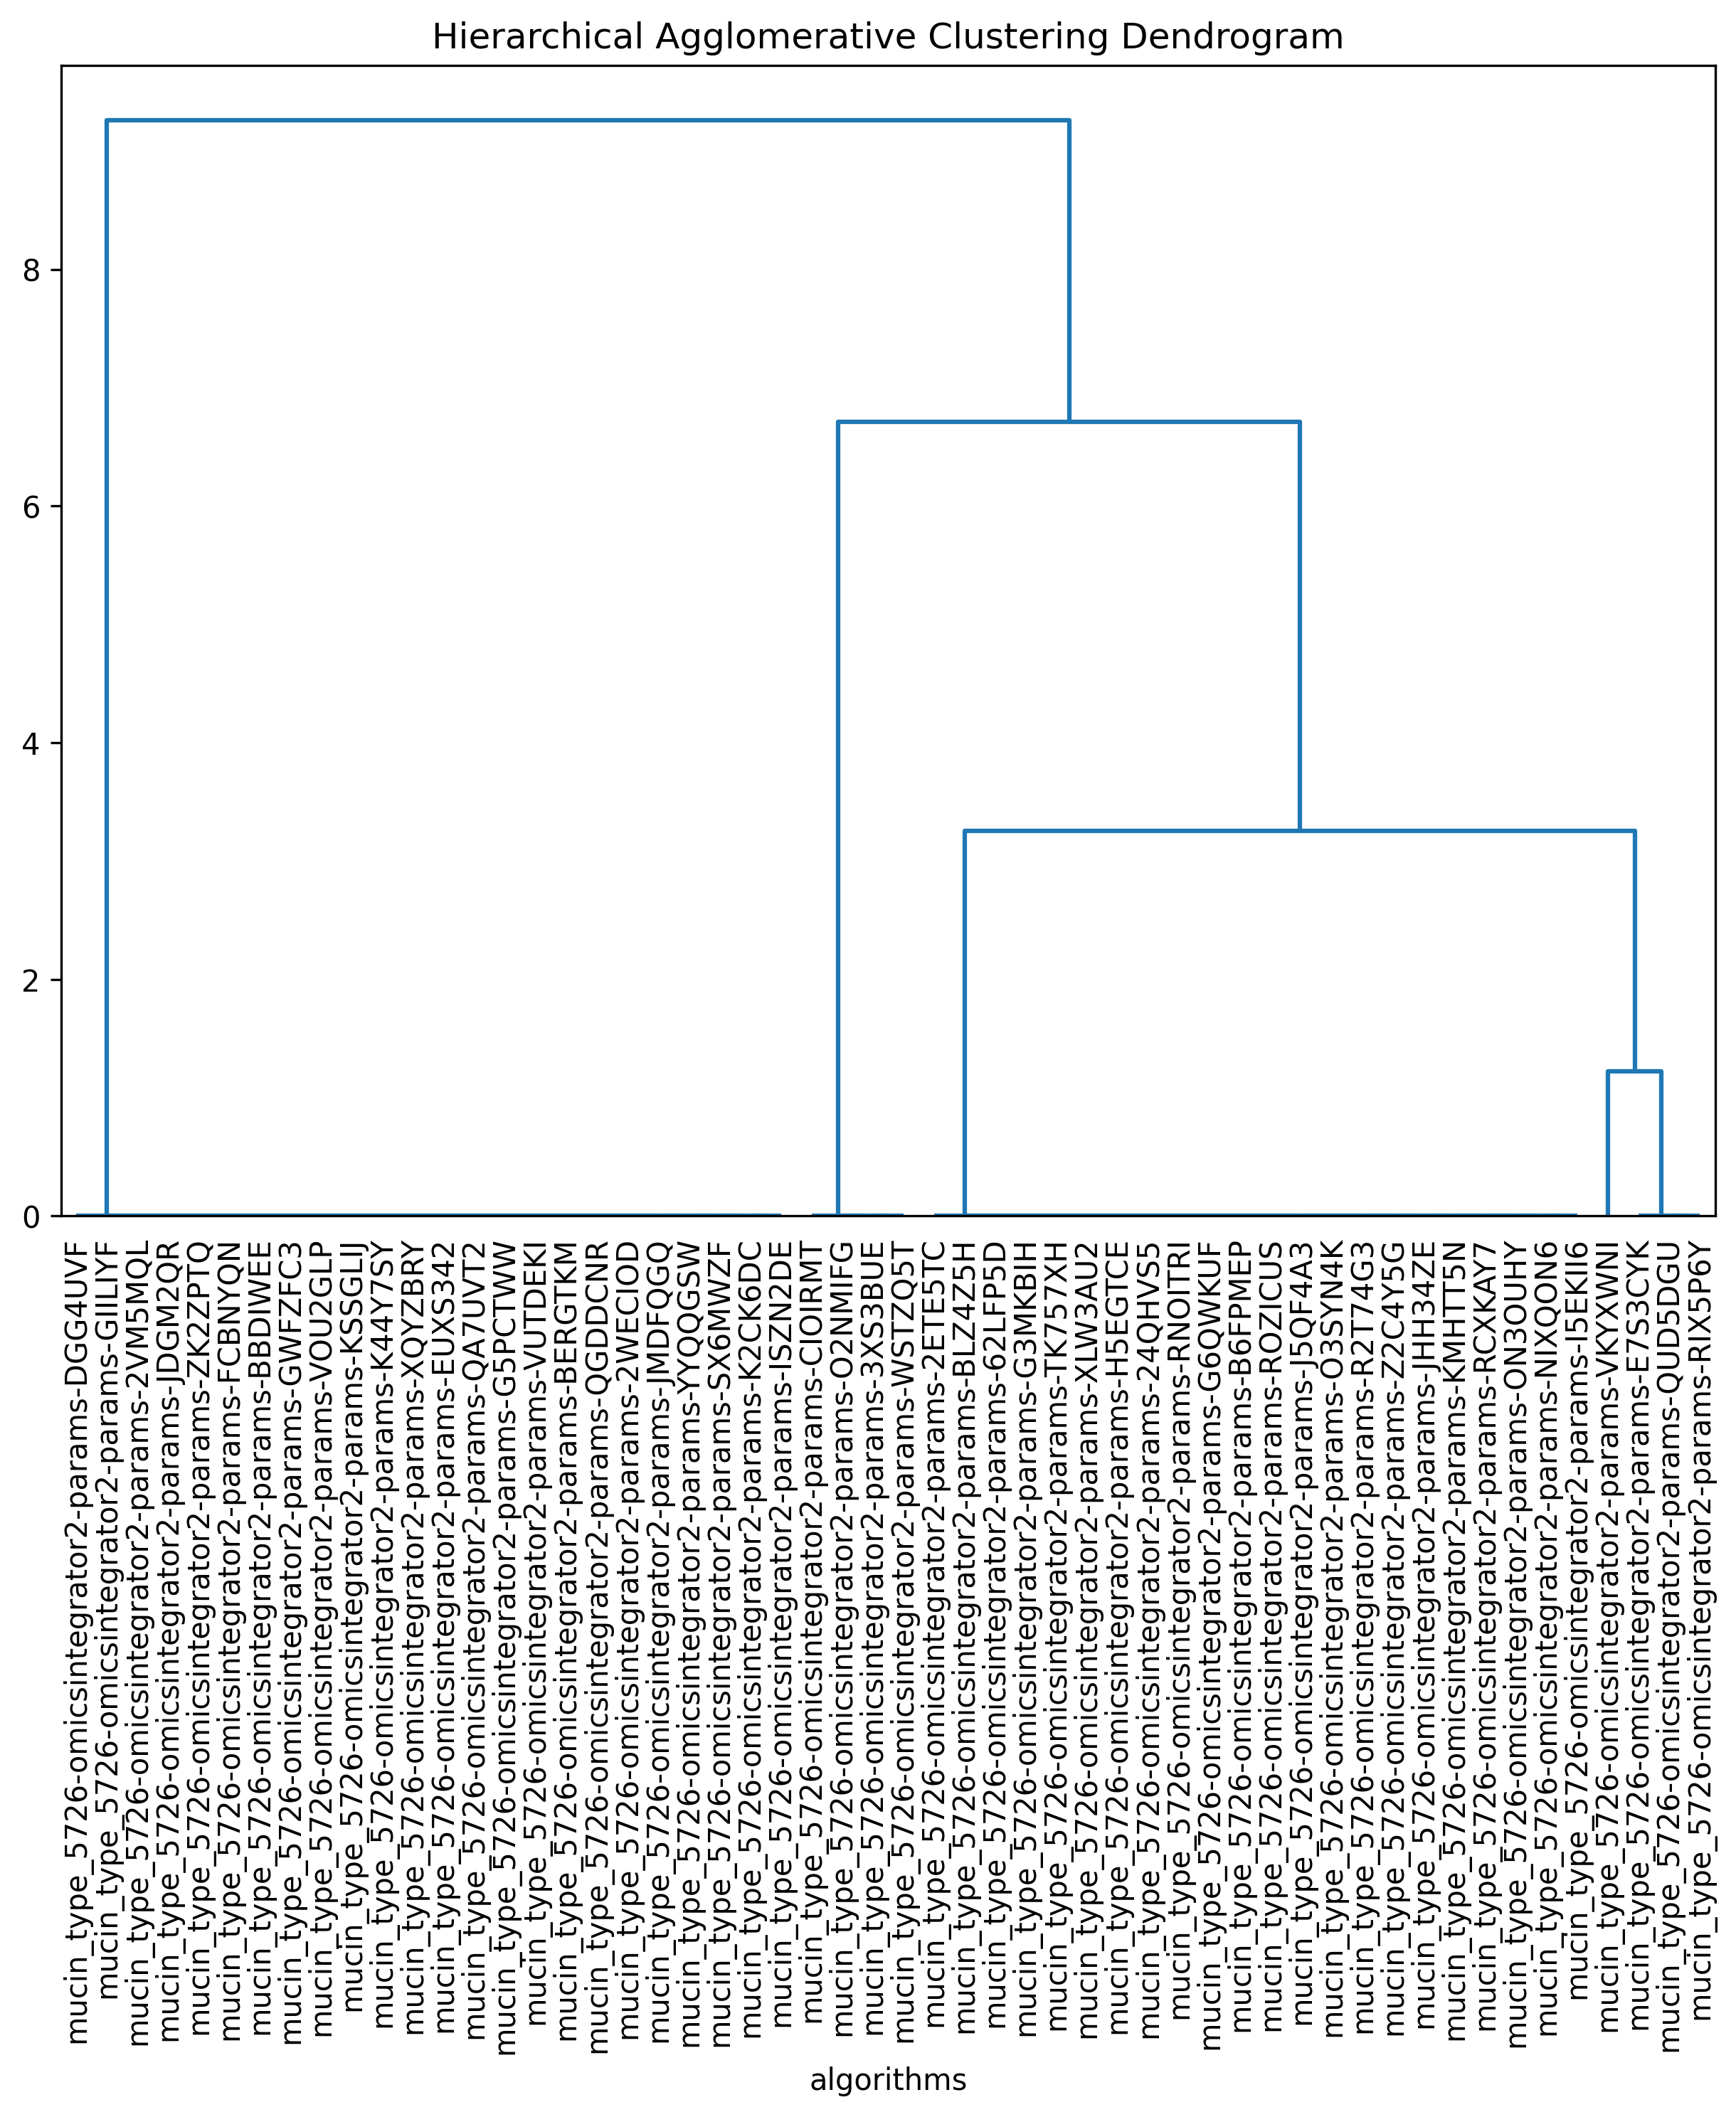 Hierarchical Agglomerative Clustering Dendrogram
8
6
4
2
0
mucin_type_5726-omicsintegrator2-params-DGG4UVF
mucin_type_5726-omicsintegrator2-params-GIILIYF
mucin_type_5726-omicsintegrator2-params-2VM5MQL
mucin_type_5726-omicsintegrator2-params-JDGM2QR
mucin_type_5726-omicsintegrator2-params-ZK2ZPTQ
mucin_type_5726-omicsintegrator2-params-FCBNYQN
mucin_type_5726-omicsintegrator2-params-BBDIWEE
mucin_type_5726-omicsintegrator2-params-GWFZFC3
mucin_type_5726-omicsintegrator2-params-VOU2GLP
mucin_type_5726-omicsintegrator2-params-KSSGLIJ
mucin_type_5726-omicsintegrator2-params-K44Y7SY
mucin_type_5726-omicsintegrator2-params-XQYZBRY
mucin_type_5726-omicsintegrator2-params-EUXS342
mucin_type_5726-omicsintegrator2-params-QA7UVT2
mucin_type_5726-omicsintegrator2-params-G5PCTWW
mucin_type_5726-omicsintegrator2-params-VUTDEKI
mucin_type_5726-omicsintegrator2-params-BERGTKM
mucin_type_5726-omicsintegrator2-params-QGDDCNR
mucin_type_5726-omicsintegrator2-params-2WECIOD
mucin_type_5726-omicsintegrator2-params-JMDFQGQ
mucin_type_5726-omicsintegrator2-params-YYQQGSW
mucin_type_5726-omicsintegrator2-params-SX6MWZF
mucin_type_5726-omicsintegrator2-params-K2CK6DC
mucin_type_5726-omicsintegrator2-params-ISZN2DE
mucin_type_5726-omicsintegrator2-params-CIOIRMT
mucin_type_5726-omicsintegrator2-params-O2NMIFG
mucin_type_5726-omicsintegrator2-params-3XS3BUE
mucin_type_5726-omicsintegrator2-params-WSTZQ5T
mucin_type_5726-omicsintegrator2-params-2ETE5TC
mucin_type_5726-omicsintegrator2-params-BLZ4Z5H
mucin_type_5726-omicsintegrator2-params-62LFP5D
mucin_type_5726-omicsintegrator2-params-G3MKBIH
mucin_type_5726-omicsintegrator2-params-TK757XH
mucin_type_5726-omicsintegrator2-params-XLW3AU2
mucin_type_5726-omicsintegrator2-params-H5EGTCE
mucin_type_5726-omicsintegrator2-params-24QHVS5
mucin_type_5726-omicsintegrator2-params-RNOITRI
mucin_type_5726-omicsintegrator2-params-G6QWKUF
mucin_type_5726-omicsintegrator2-params-B6FPMEP
mucin_type_5726-omicsintegrator2-params-ROZICUS
mucin_type_5726-omicsintegrator2-params-J5QF4A3
mucin_type_5726-omicsintegrator2-params-O3SYN4K
mucin_type_5726-omicsintegrator2-params-R2T74G3
mucin_type_5726-omicsintegrator2-params-Z2C4Y5G
mucin_type_5726-omicsintegrator2-params-JHH34ZE
mucin_type_5726-omicsintegrator2-params-KMHTT5N
mucin_type_5726-omicsintegrator2-params-RCXKAY7
mucin_type_5726-omicsintegrator2-params-ON3OUHY
mucin_type_5726-omicsintegrator2-params-NIXQON6
mucin_type_5726-omicsintegrator2-params-I5EKII6
mucin_type_5726-omicsintegrator2-params-VKYXWNI
mucin_type_5726-omicsintegrator2-params-E7S3CYK
mucin_type_5726-omicsintegrator2-params-QUD5DGU
mucin_type_5726-omicsintegrator2-params-RIX5P6Y
algorithms